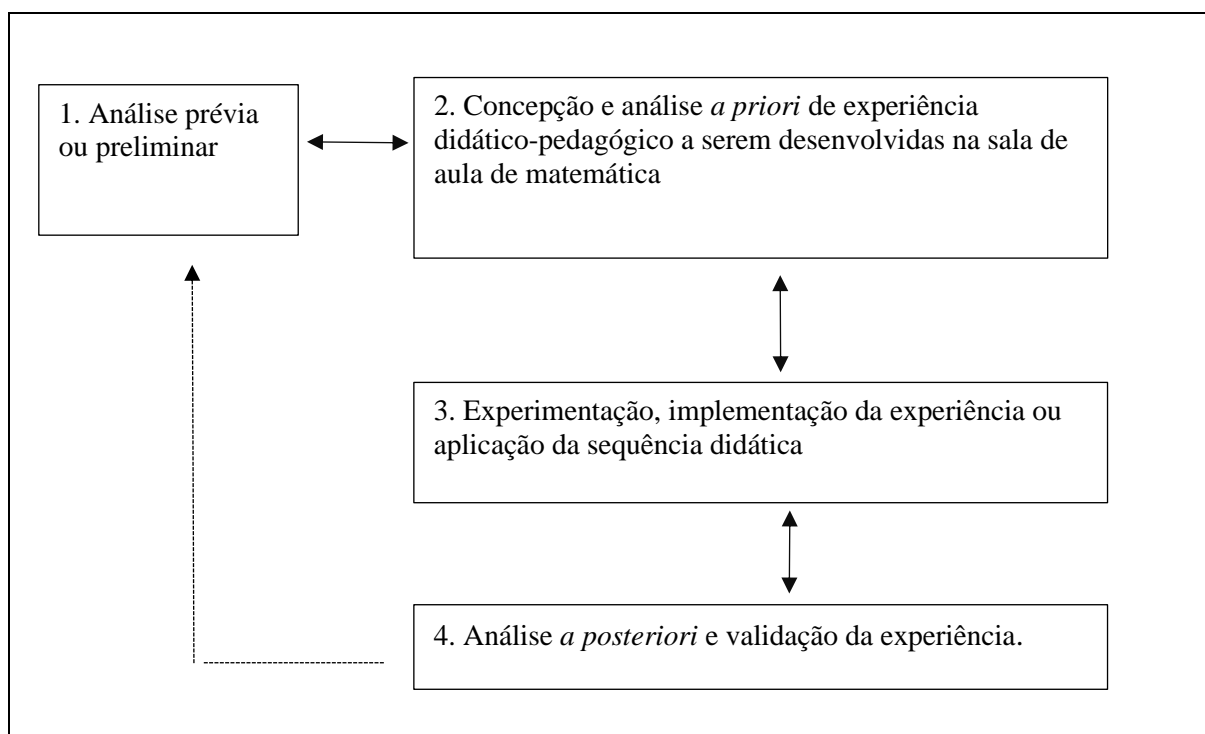 1. Análise prévia
ou preliminar
2. Concepção e análise a priori de experiência
didático-pedagógico a serem desenvolvidas na sala de
aula de matemática
3. Experimentação, implementação da experiência ou
aplicação da sequência didática
4. Análise a posteriori e validação da experiência.